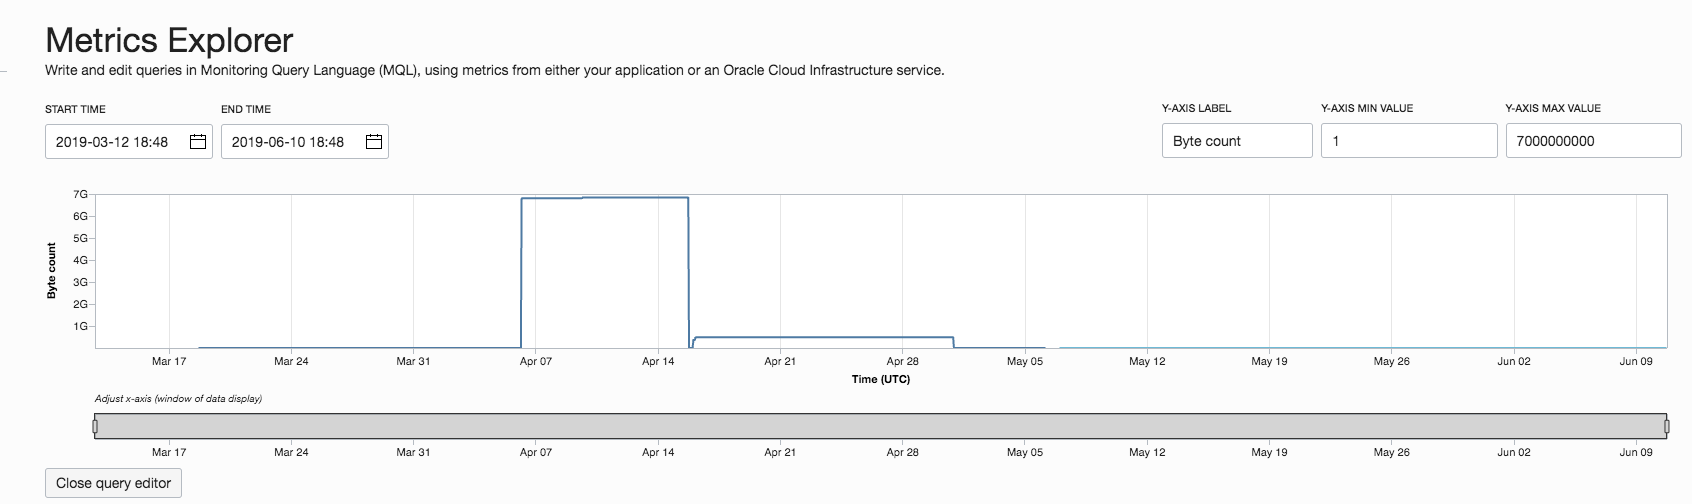 Metrics Explorer
Write and edit queries in Monitoring Query Language (MQL), using metrics from either your application or an Oracle Cloud Infrastructure service.
START TIME END TIME Y-AXIS LABEL Y-AXIS MIN VALUE Y-AXIS MAX VALUE
2019-03-12 18:48 2019-06-10 18:48 Byte count 1 7000000000
7G
6G
5G
4G
3G
2G
1G
Byte count
Mar 17 Mar 24 Mar 31 Apr 07 Apr 14 Apr 21 Apr 28 May 05 May 12 May 19 May 26 Jun 02 Jun 09
Time (UTC)
Adjust x-axis (window of data display)
Mar 17 Mar 24 Mar 31 Apr 07 Apr 14 Apr 21 Apr 28 May 05 May 12 May 19 May 26 Jun 02 Jun 09
Close query editor